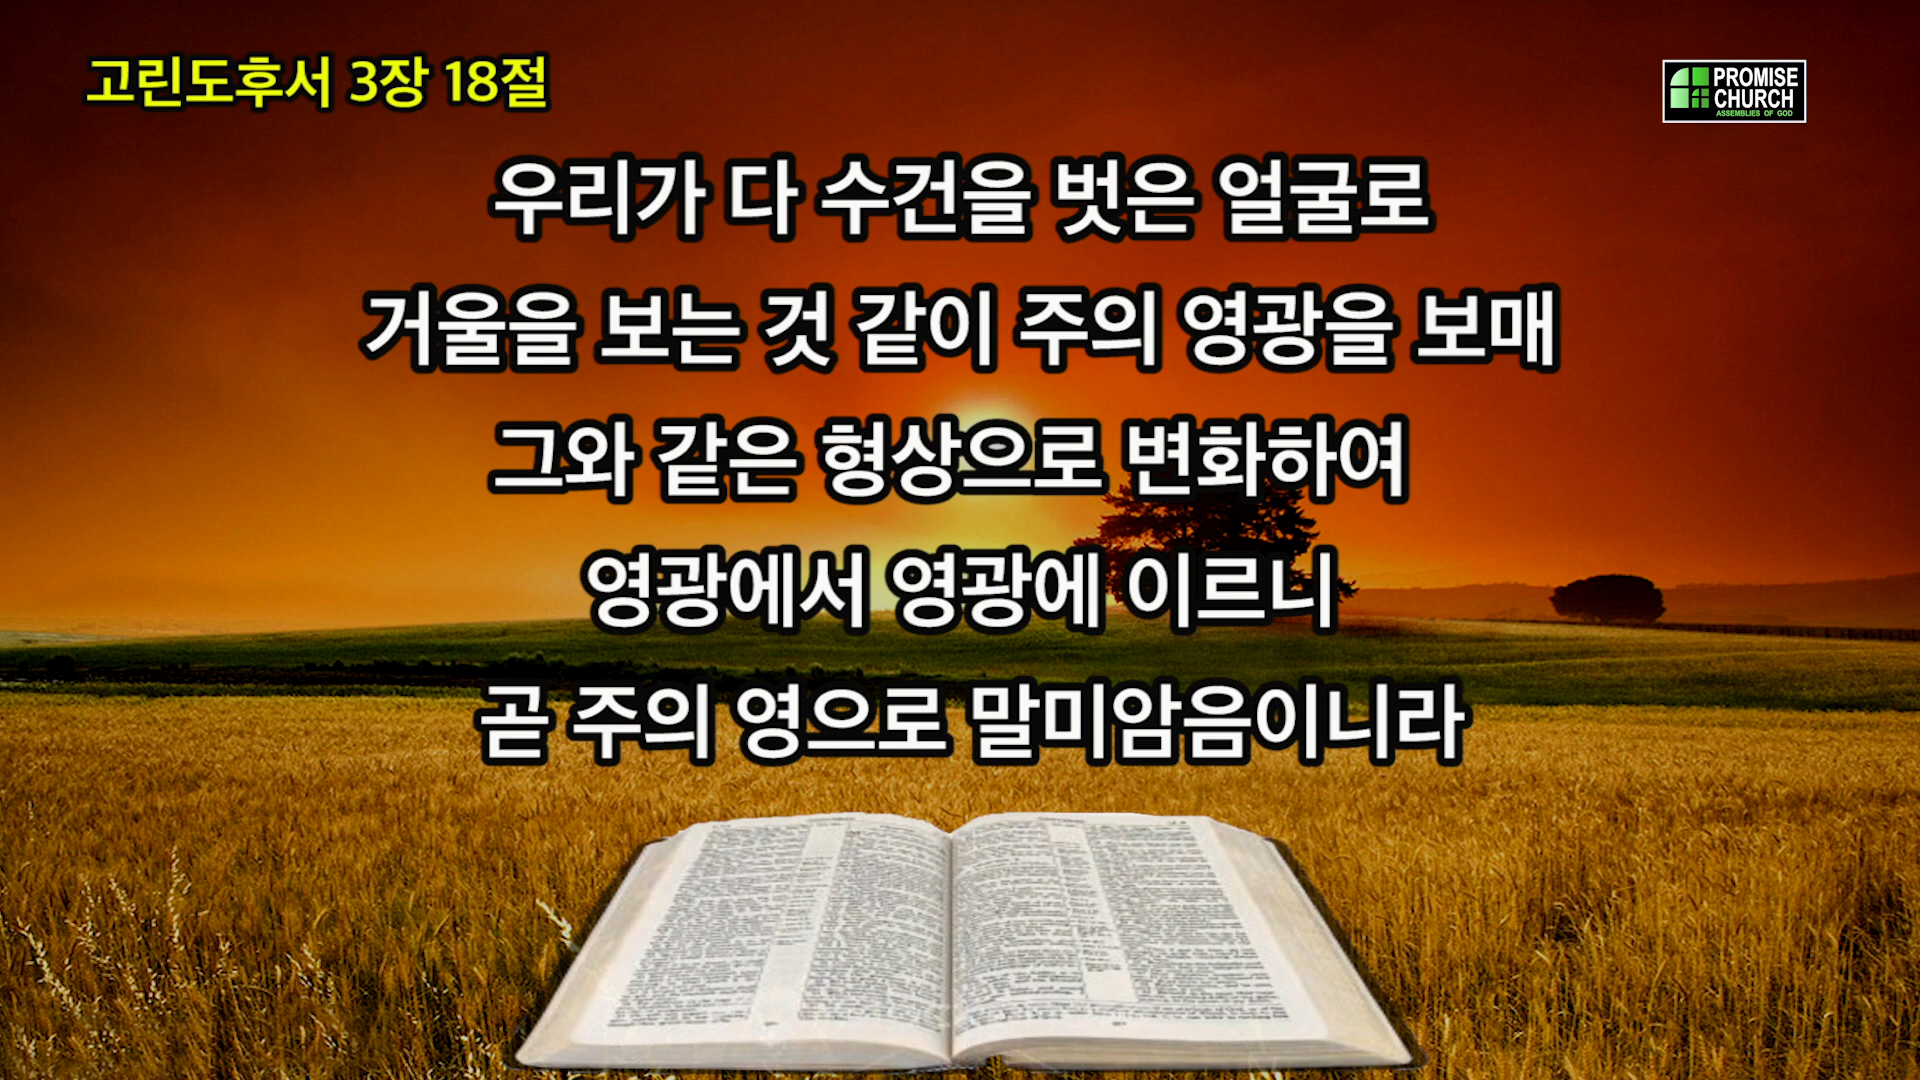 고린도후서 3장 18절
PROMISE
CHURCH
ASSEMBLIES OF GOD
우리가 다 수건을 벗은 얼굴로
거울을 보는 것 같이 주의 영광을 보매
그와 같은 형상으로 변화하여
영광에서 영광에 이르니
곧 주의 영으로 말미암음이니라